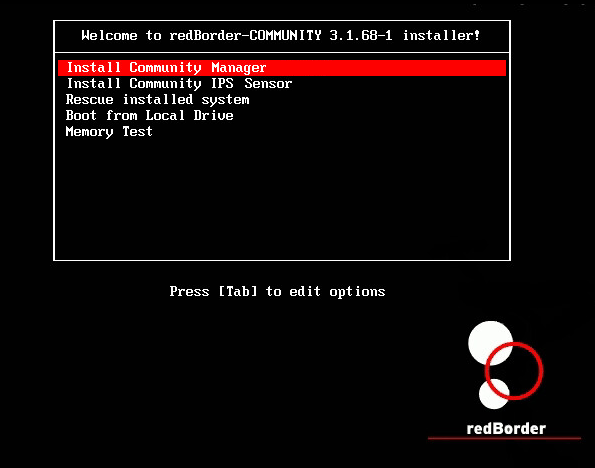 Welcome to redBorder-COMMUNITY 3.1.68-1 installer!
Install Community Manager
Install Community IPS Sensor
Rescue installed system
Boot from Local Drive
Memory Test
Press [Tab] to edit options
redBorder